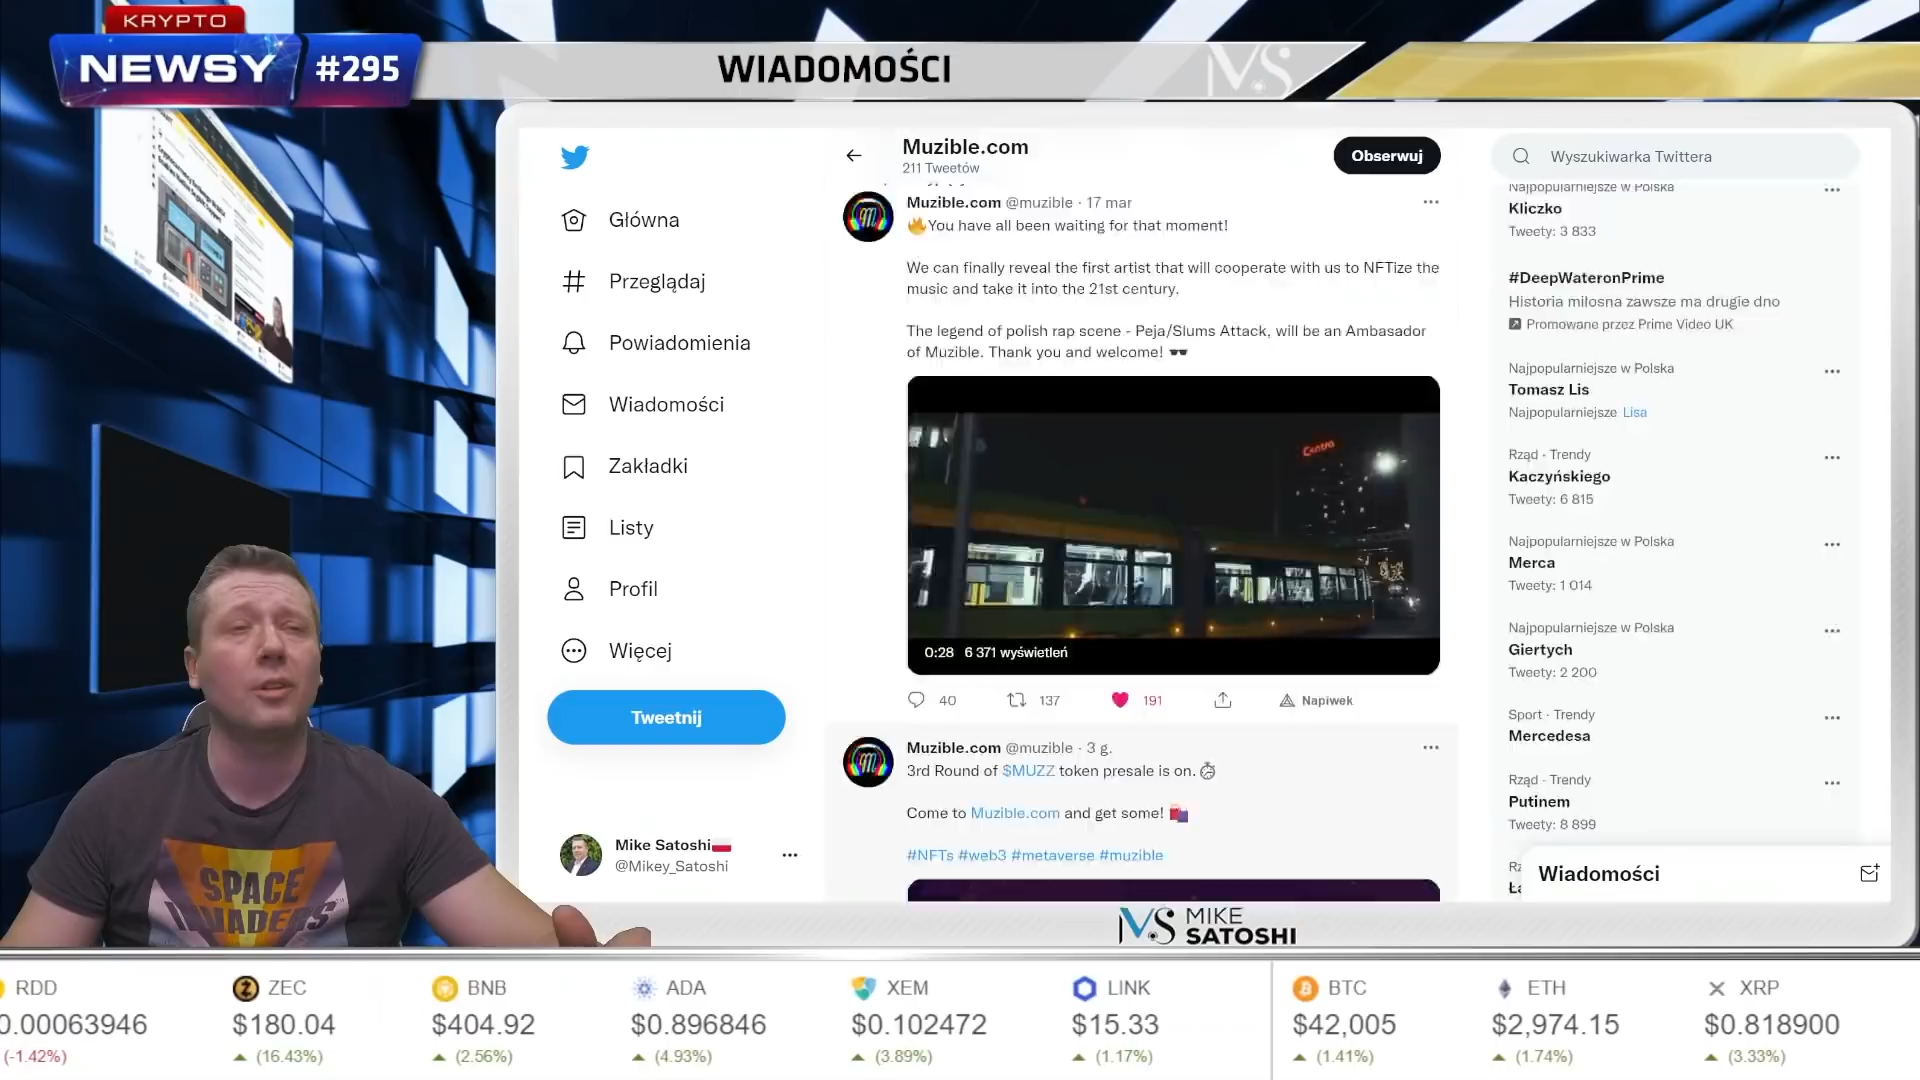 KRYPTO
NEWSY #295
WIADOMOŚCI
MS
Główna
Przeglądaj
Powiadomienia
Wiadomości
Zakładki
Listy
Profil
Więcej
Tweetnij
Mike Satoshi
@Mikey_Satoshi
Muzible.com
211 Tweetów
Obserwuj
Muzible.com @muzible · 17 mar
You have all been waiting for that moment!
We can finally reveal the first artist that will cooperate with us to NFTize the
music and take it into the 21st century.
The legend of polish rap scene - Peja/Slums Attack, will be an Ambasador
of Muzible. Thank you and welcome!
0:28 6 371 wyświetleń
40 137 191 Napiwek
Muzible.com @muzible · 3 g.
3rd Round of $MUZZ token presale is on.
Come to Muzible.com and get some!
#NFTs #web3 #metaverse #muzible
Wyszukiwarka Twittera
Najpopularniejsze w Polska
Kliczko
Tweety: 3 833
#DeepWateronPrime
Historia miłosna zawsze ma drugie dno
Promowane przez Prime Video UK
Najpopularniejsze w Polska
Tomasz Lis
Najpopularniejsze Lisa
Rząd · Trendy
Kaczyńskiego
Tweety: 6 815
Najpopularniejsze w Polska
Merca
Tweety: 1 014
Najpopularniejsze w Polska
Giertych
Tweety: 2 200
Sport · Trendy
Mercedesa
Rząd · Trendy
Putinem
Tweety: 8 899
Wiadomości
SPACE
INVADERS
MS MIKE
SATOSHI
RDD ZEC BNB ADA XEM LINK BTC ETH XRP
0.00063946 $180.04 $404.92 $0.896846 $0.102472 $15.33 $42,005 $2,974.15 $0.818900
(-1.42%) (16.43%) (2.56%) (4.93%) (3.89%) (1.17%) (1.41%) (1.74%) (3.33%)